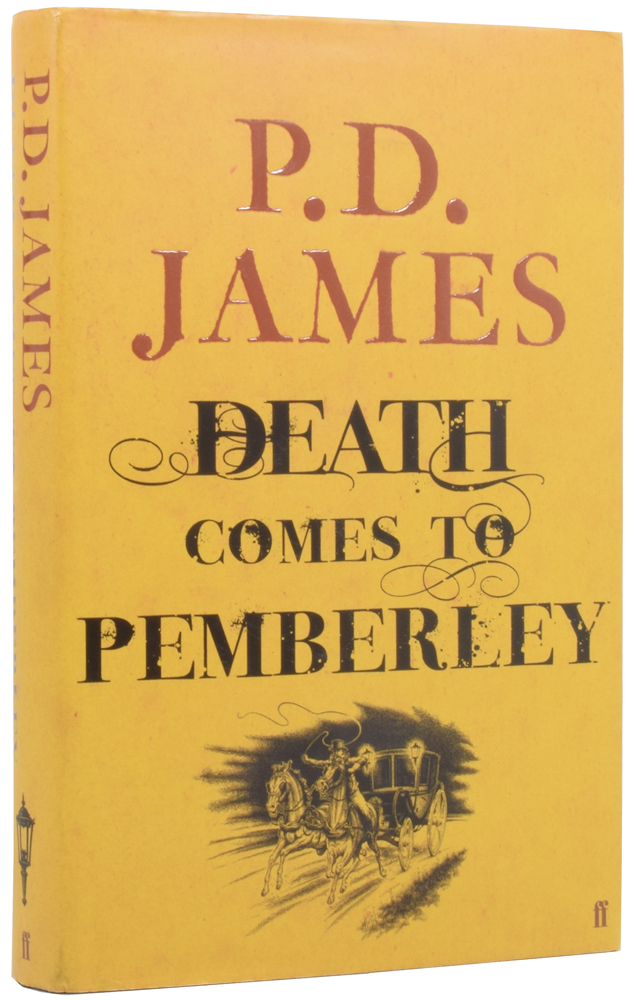 P.D. JAMES
P.D.
JAMES
DEATH
COMES TO
PEMBERLEY
ff
ff